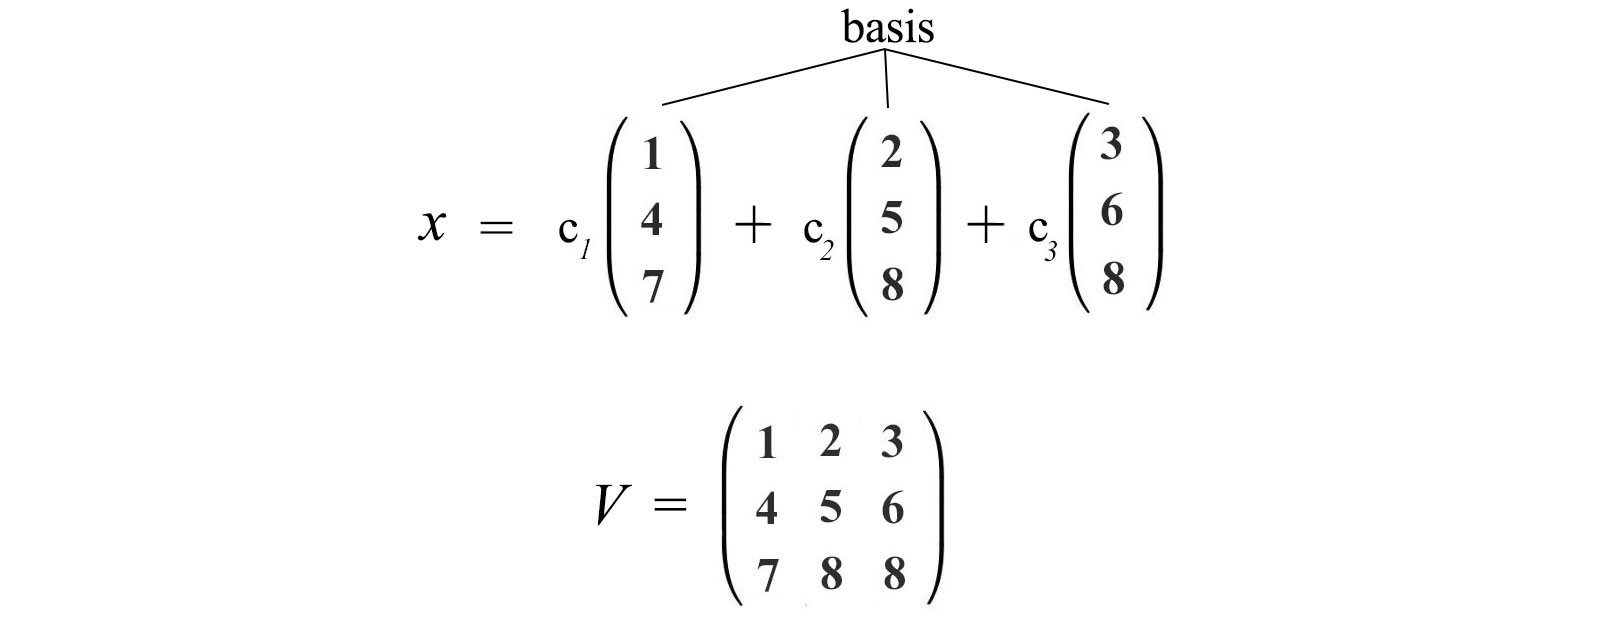 basis
x = c₁ (1 4 7) + c₂ (2 5 8) + c₃ (3 6 8)
V = (1 2 3
4 5 6
7 8 8)